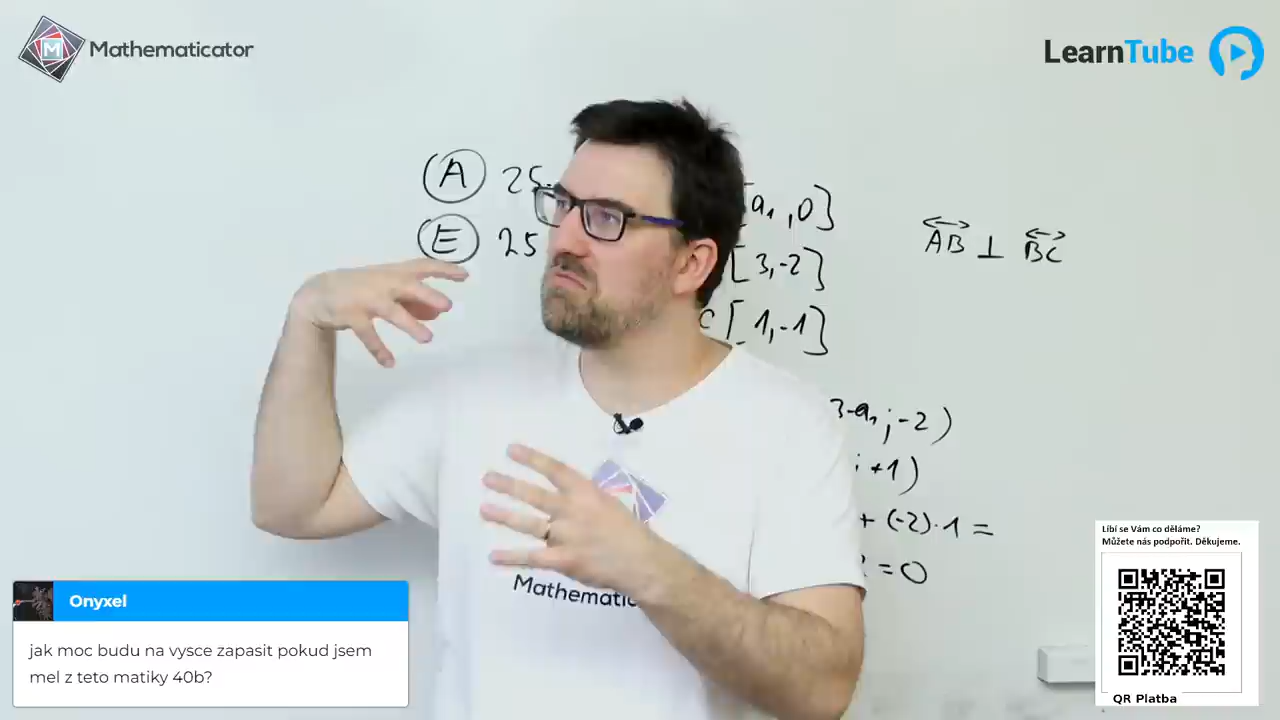 Mathematicator
LearnTube
A 25
E 25
a₁, 0]
[3, -2]
C [1, -1]
AB ⊥ BC
3-a₁; -2)
; +1)
+ (-2)·1 =
= 0
Mathematic
Onyxel
jak moc budu na vysce zapasit pokud jsem
mel z teto matiky 40b?
Líbí se Vám co děláme?
Můžete nás podpořit. Děkujeme.
QR Platba